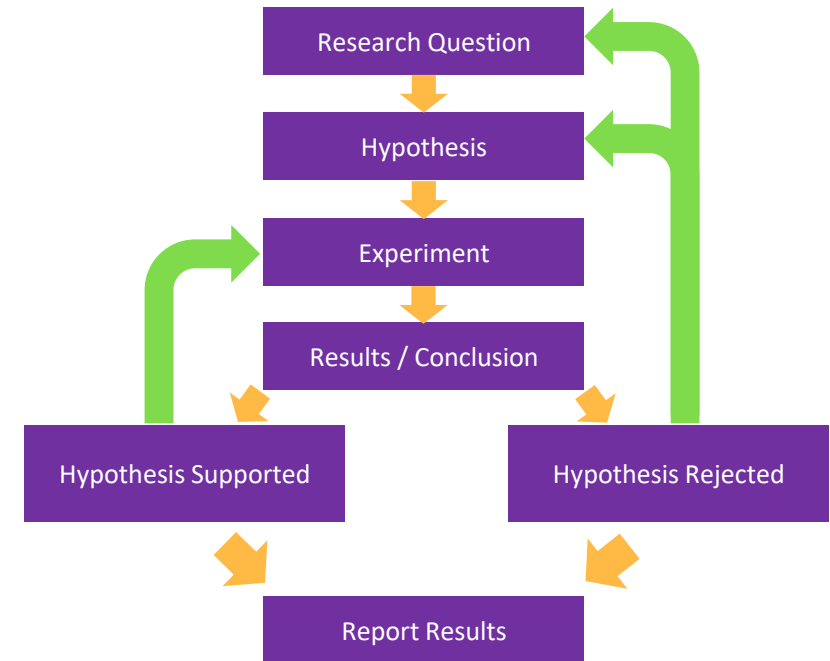 Research Question
Hypothesis
Experiment
Results / Conclusion
Hypothesis Supported
Hypothesis Rejected
Report Results